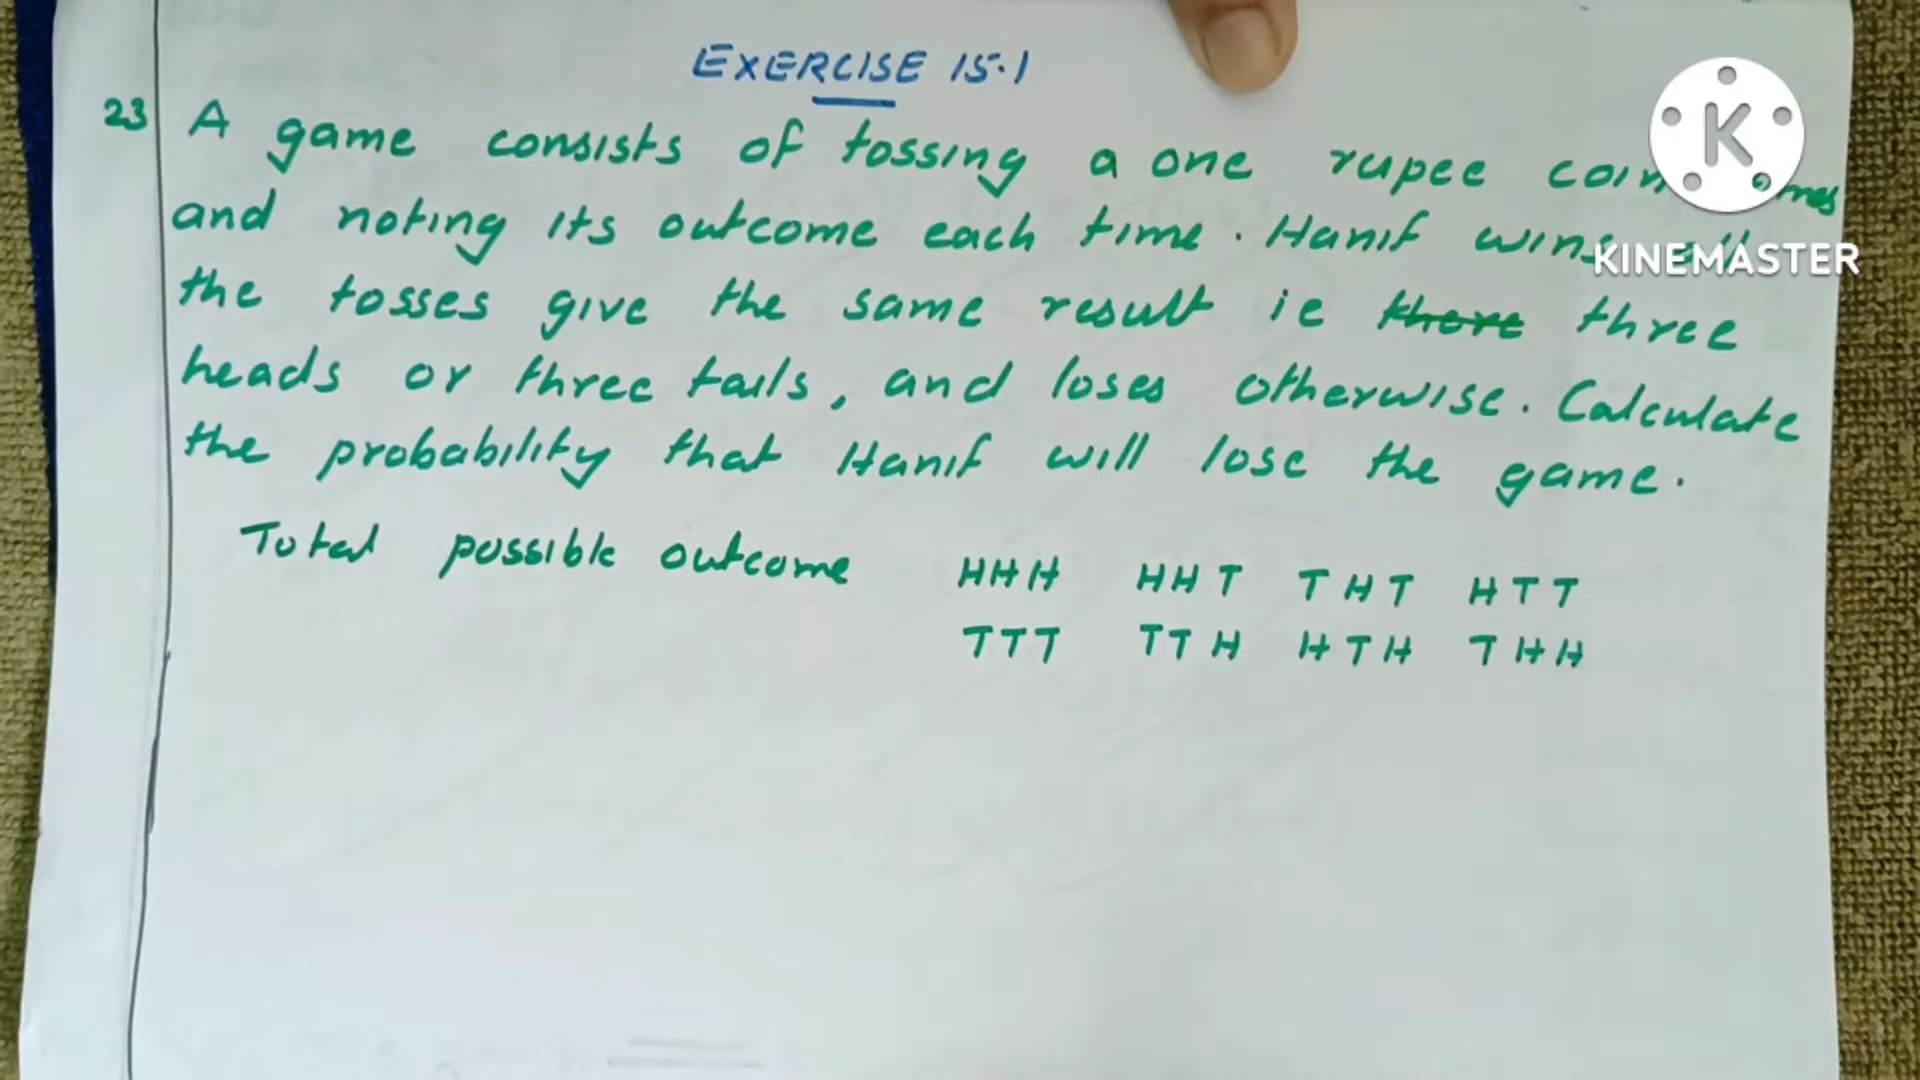 EXERCISE 15.1
23 A game consists of tossing a one rupee coin
and noting its outcome each time. Hanif wins
the tosses give the same result ie there three
heads or three tails, and loses otherwise. Calculate
the probability that Hanif will lose the game.
Total possible outcome HHH HHT THT HTT
TTT TTH HTH THH
K
KINEMASTER